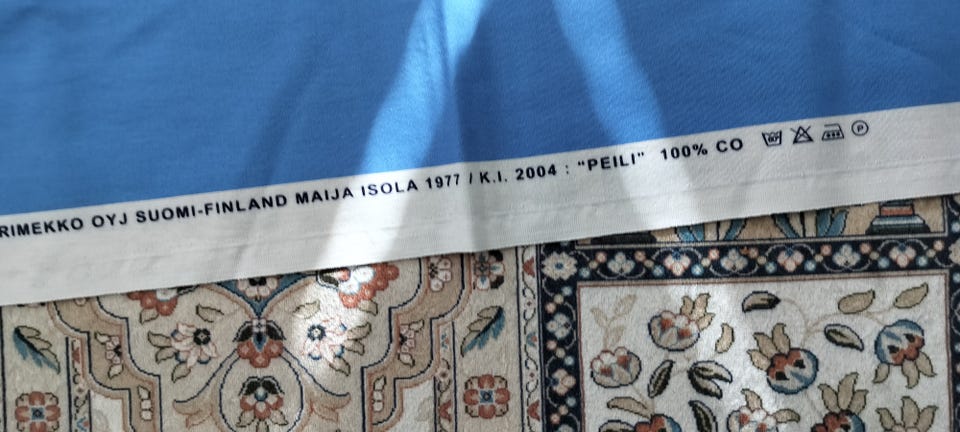 RIMEKKO OYJ SUOMI-FINLAND MAIJA ISOLA 1977 / K.I. 2004 : "PEILI" 100% CO